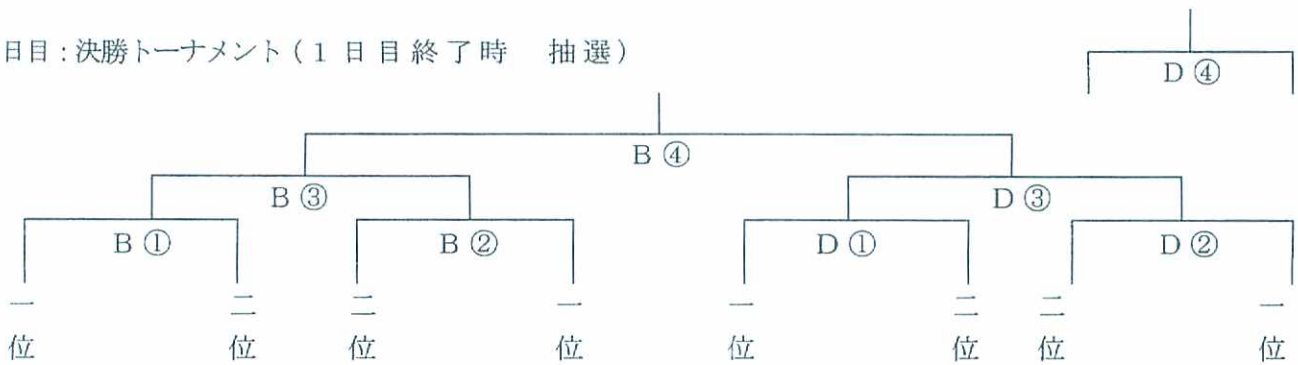 日目：決勝トーナメント（１日目終了時　抽選）
D④
B④
B③　D③
B①　B②　D①　D②
一位　二位　二位　一位　一位　二位　二位　一位